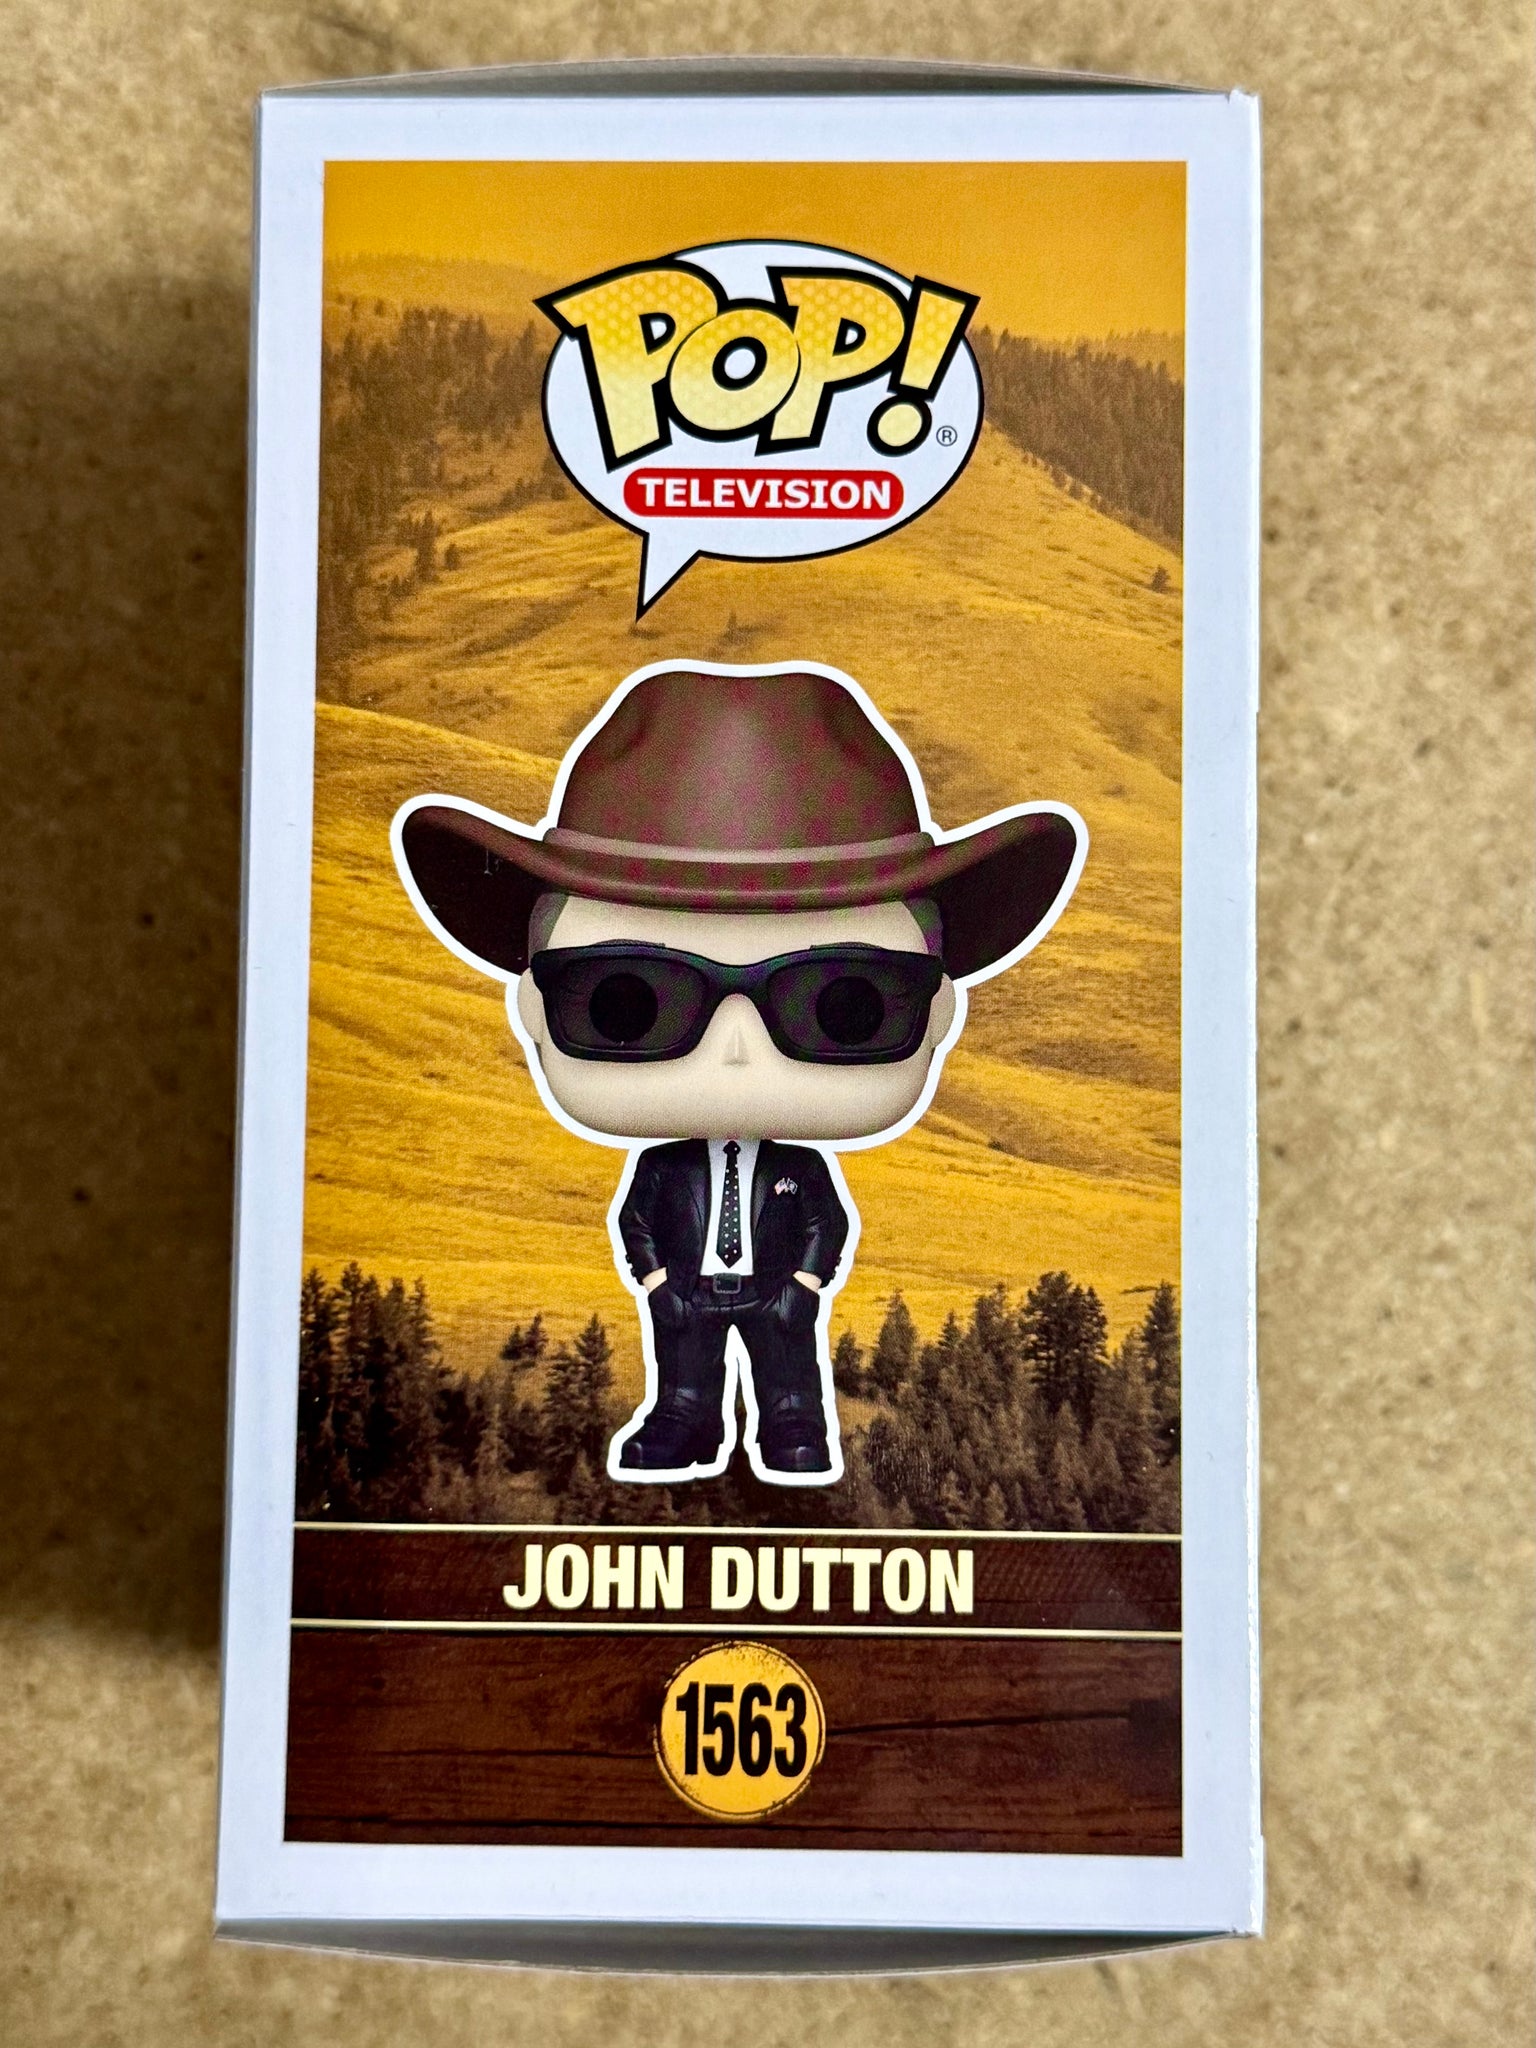 POP!®
TELEVISION
JOHN DUTTON
1563